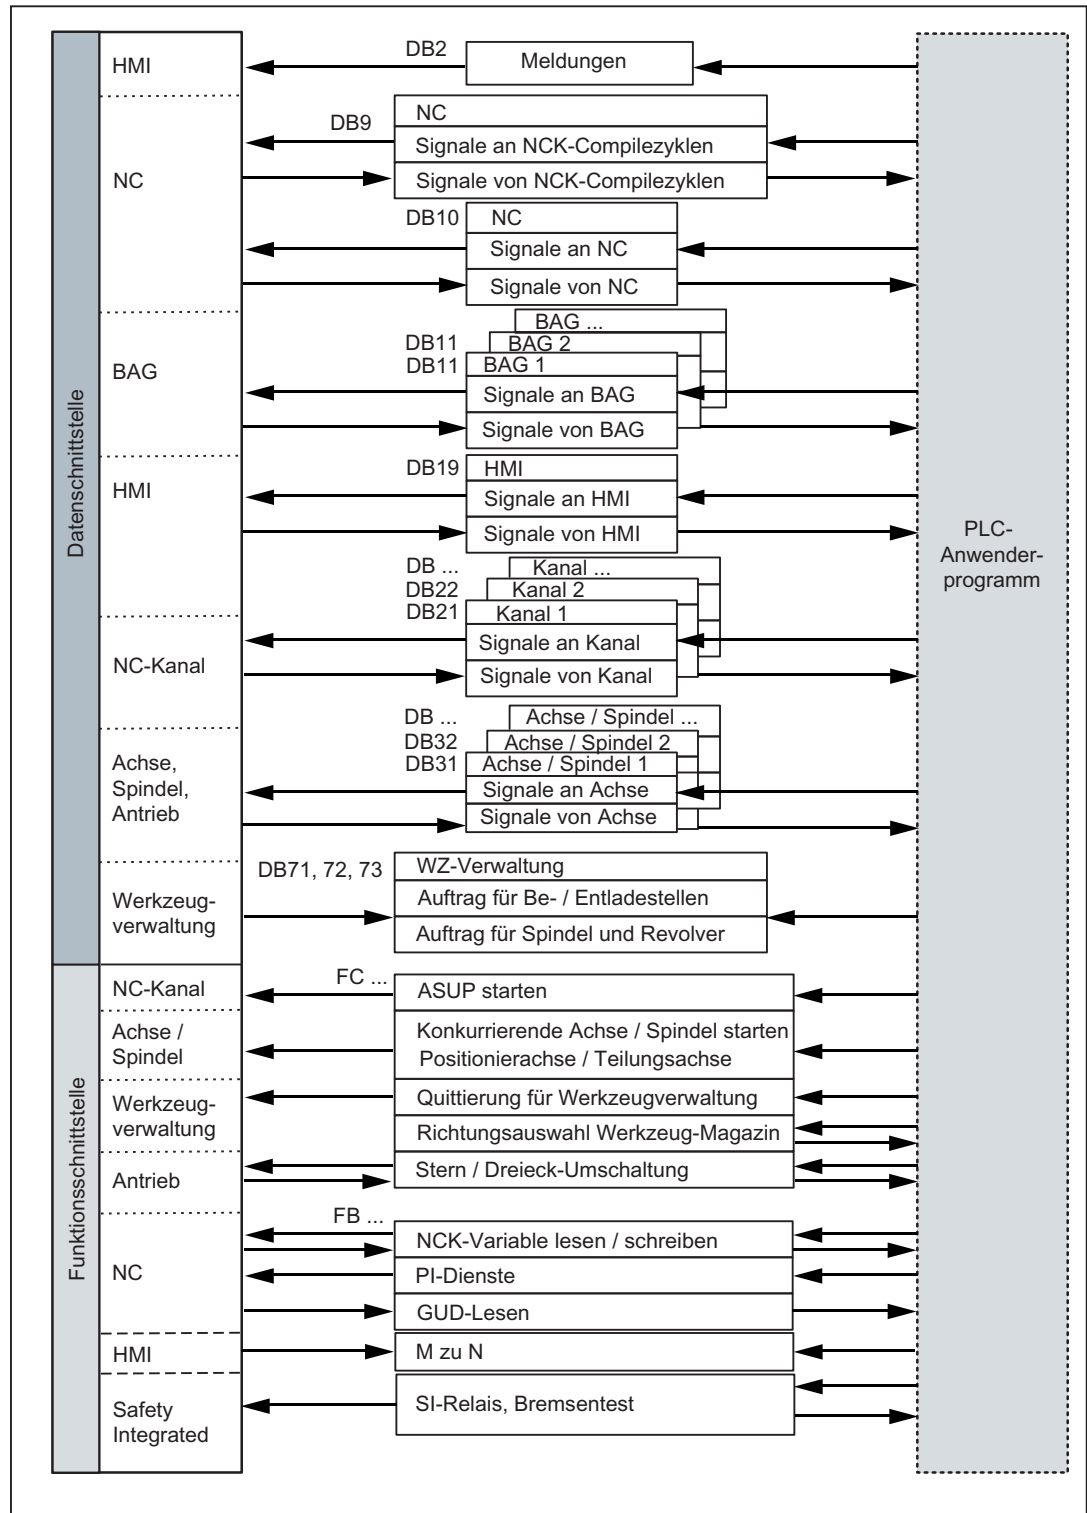 Datenschnittstelle
HMI
DB2
Meldungen
NC
DB9
NC
Signale an NCK-Compilezyklen
Signale von NCK-Compilezyklen
DB10
NC
Signale an NC
Signale von NC
BAG
BAG ...
DB11
BAG 2
DB11
BAG 1
Signale an BAG
Signale von BAG
HMI
DB19
HMI
Signale an HMI
Signale von HMI
NC-Kanal
DB ...
Kanal ...
DB22
Kanal 2
DB21
Kanal 1
Signale an Kanal
Signale von Kanal
Achse,
Spindel,
Antrieb
DB ...
Achse / Spindel ...
DB32
Achse / Spindel 2
DB31
Achse / Spindel 1
Signale an Achse
Signale von Achse
Werkzeug-
verwaltung
DB71, 72, 73
WZ-Verwaltung
Auftrag für Be- / Entladestellen
Auftrag für Spindel und Revolver
Funktionsschnittstelle
NC-Kanal
FC ...
ASUP starten
Achse /
Spindel
Konkurrierende Achse / Spindel starten
Positionierachse / Teilungsachse
Werkzeug-
verwaltung
Quittierung für Werkzeugverwaltung
Richtungsauswahl Werkzeug-Magazin
Antrieb
Stern / Dreieck-Umschaltung
NC
FB ...
NCK-Variable lesen / schreiben
PI-Dienste
GUD-Lesen
HMI
M zu N
Safety
Integrated
SI-Relais, Bremsentest
PLC-
Anwender-
programm